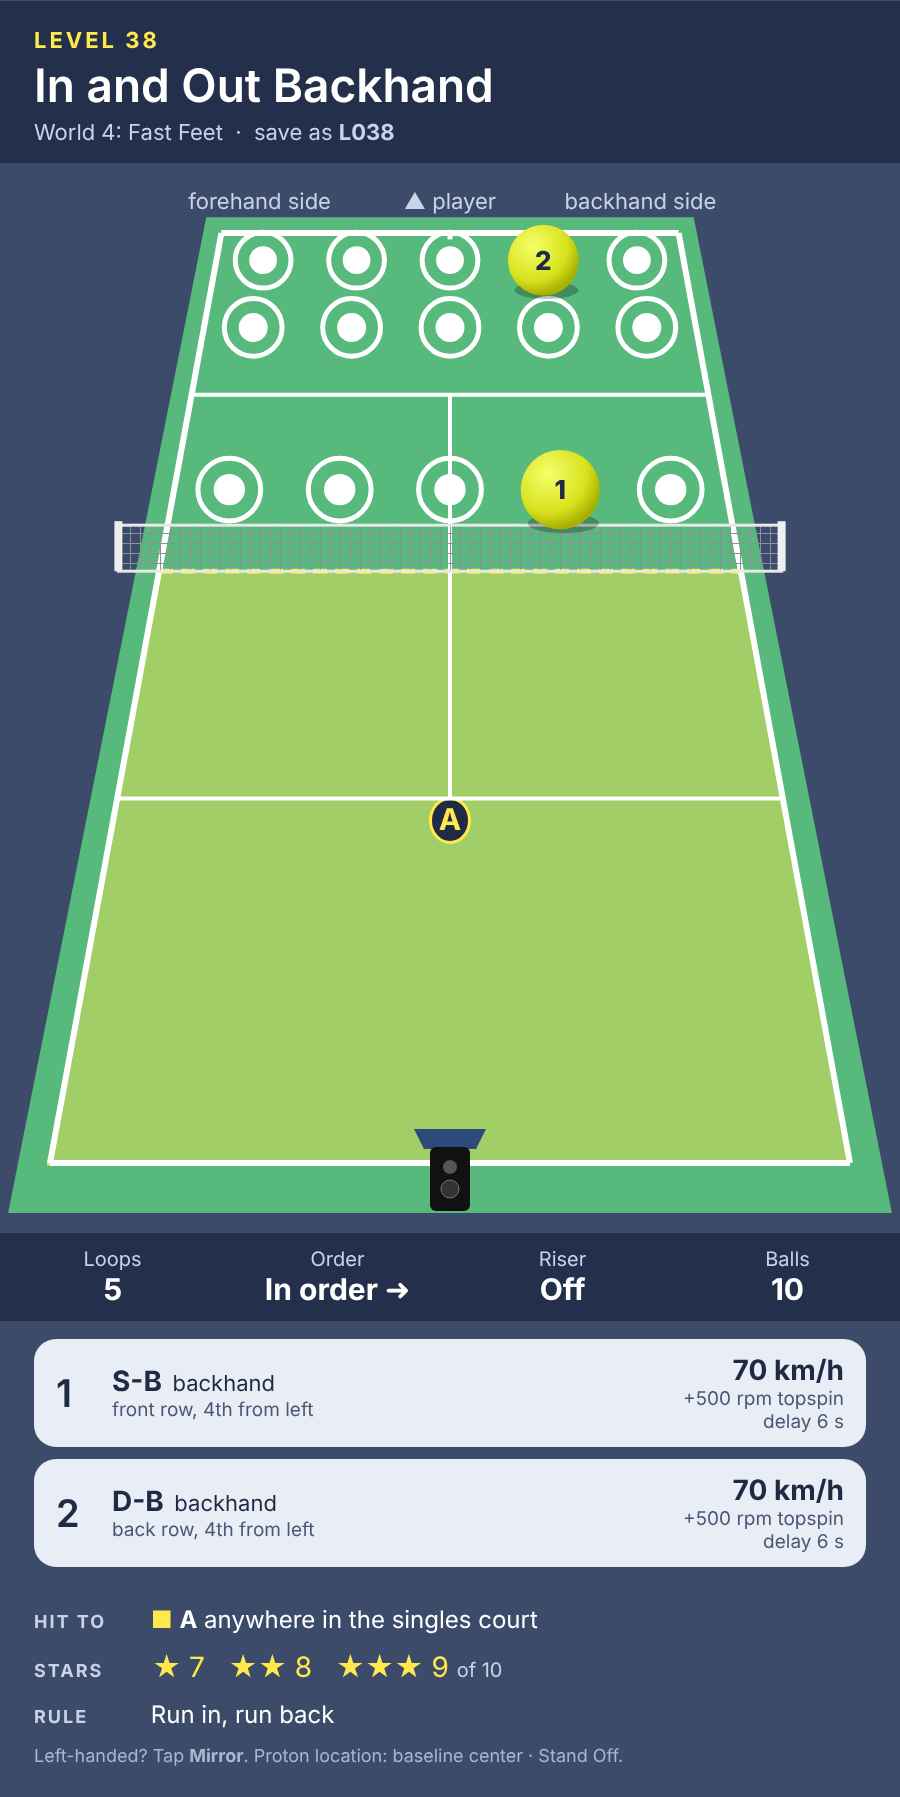 LEVEL 38
In and Out Backhand
World 4: Fast Feet · save as L038
forehand side ▲ player backhand side
2
1
A
Loops Order Riser Balls
5 In order ➔ Off 10
1 S-B backhand 70 km/h
front row, 4th from left +500 rpm topspin
delay 6 s
2 D-B backhand 70 km/h
back row, 4th from left +500 rpm topspin
delay 6 s
HIT TO ■ A anywhere in the singles court
STARS ★ 7 ★★ 8 ★★★ 9 of 10
RULE Run in, run back
Left-handed? Tap Mirror. Proton location: baseline center · Stand Off.